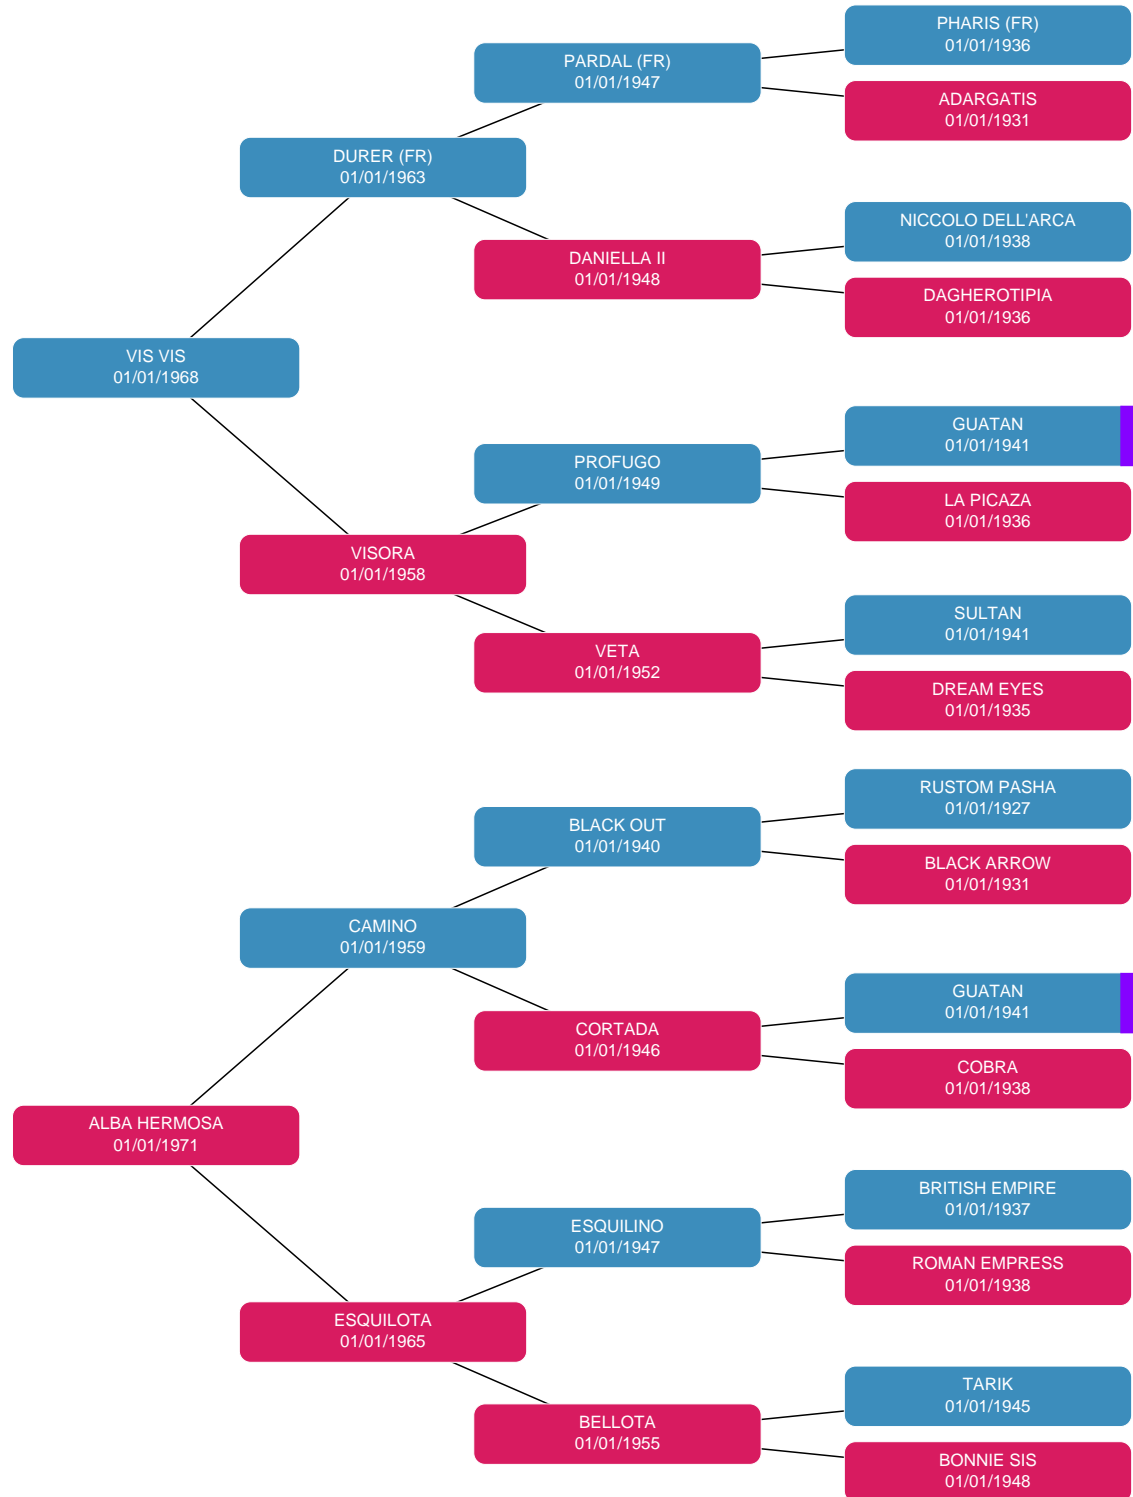 PHARIS (FR)
01/01/1936
PARDAL (FR)
01/01/1947
ADARGATIS
01/01/1931
DURER (FR)
01/01/1963
NICCOLO DELL'ARCA
01/01/1938
DANIELLA II
01/01/1948
DAGHEROTIPIA
01/01/1936
VIS VIS
01/01/1968
GUATAN
01/01/1941
PROFUGO
01/01/1949
LA PICAZA
01/01/1936
VISORA
01/01/1958
SULTAN
01/01/1941
VETA
01/01/1952
DREAM EYES
01/01/1935
RUSTOM PASHA
01/01/1927
BLACK OUT
01/01/1940
BLACK ARROW
01/01/1931
CAMINO
01/01/1959
GUATAN
01/01/1941
CORTADA
01/01/1946
COBRA
01/01/1938
ALBA HERMOSA
01/01/1971
BRITISH EMPIRE
01/01/1937
ESQUILINO
01/01/1947
ROMAN EMPRESS
01/01/1938
ESQUILOTA
01/01/1965
TARIK
01/01/1945
BELLOTA
01/01/1955
BONNIE SIS
01/01/1948